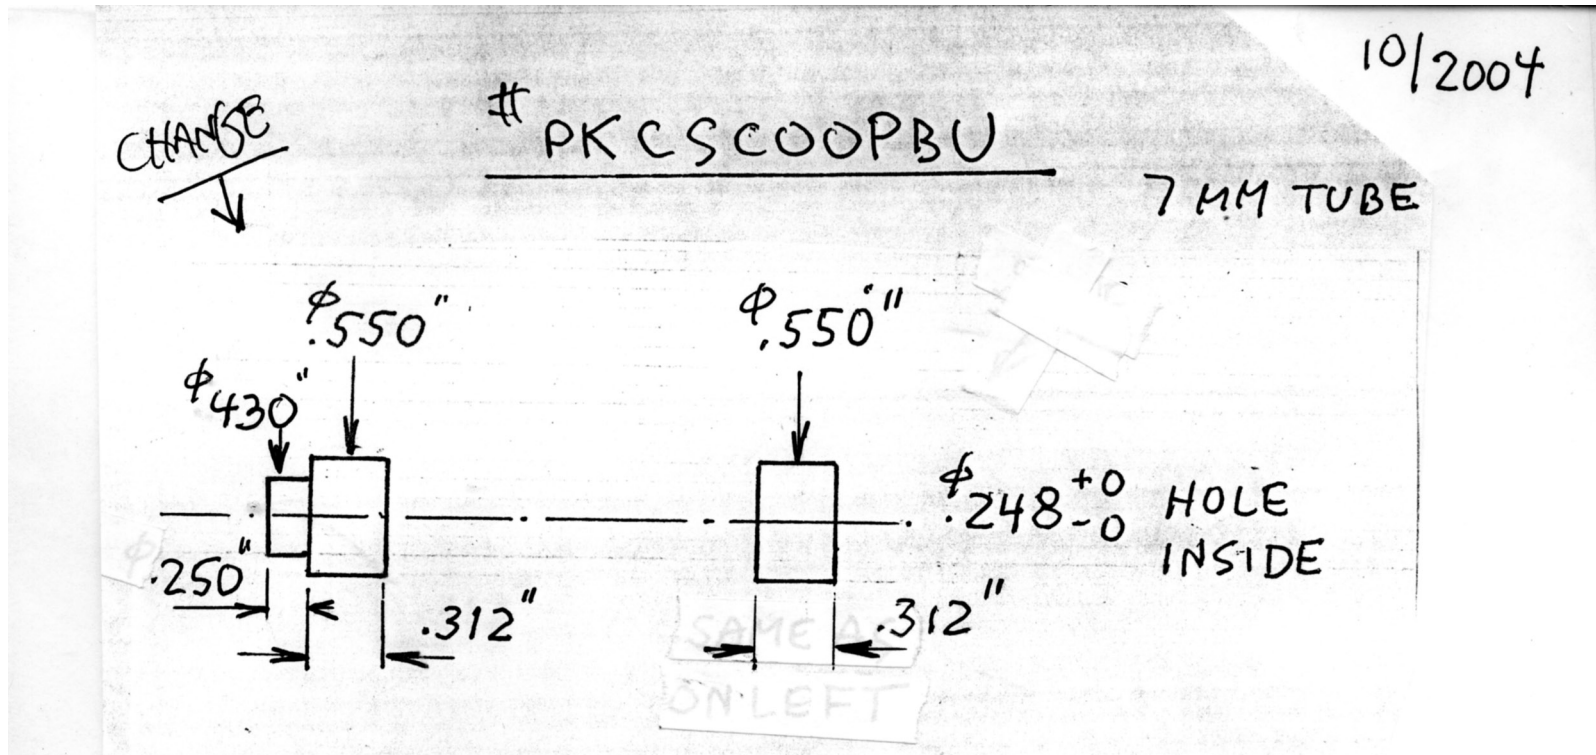 10/2004
CHANGE
# PKCSCOOPBU
7 MM TUBE
φ.550"
φ.550"
φ430"
φ.248 +0 -0 HOLE
INSIDE
.250"
.312"
.312"
SAME AS
ON LEFT